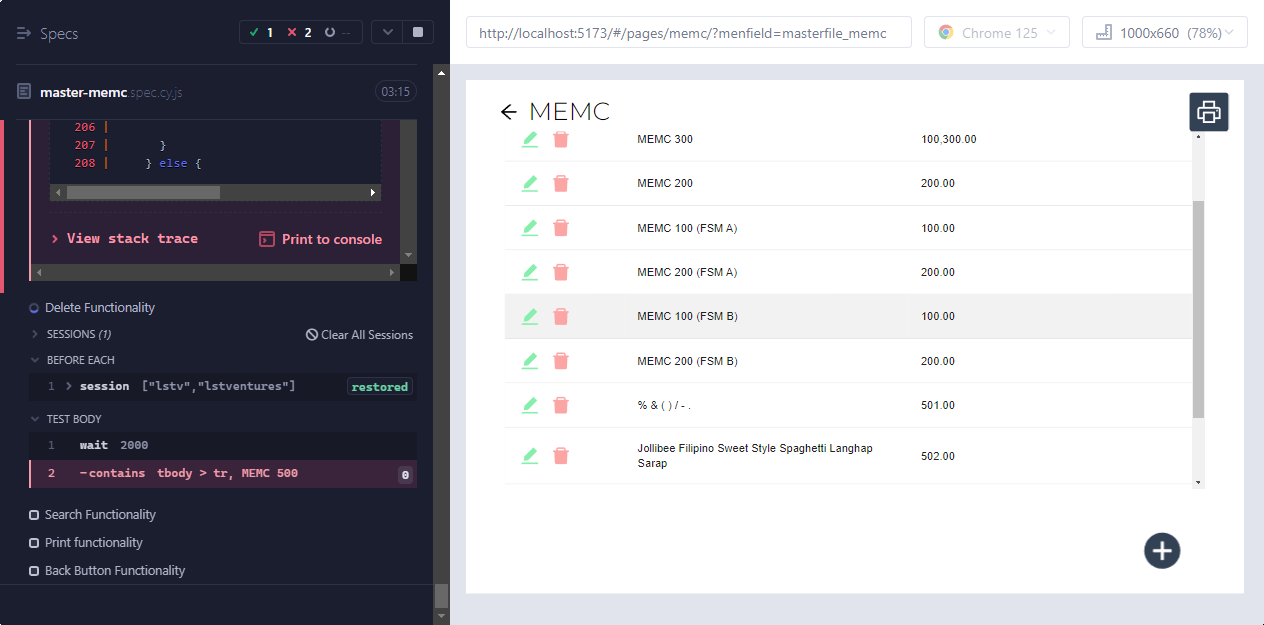 Specs
1
2
--
master-memc.spec.cy.js
03:15
206 |
207 | }
208 | } else {
View stack trace
Print to console
Delete Functionality
SESSIONS (1)
Clear All Sessions
BEFORE EACH
1 session ["lstv","lstventures"] restored
TEST BODY
1 wait 2000
2 -contains tbody > tr, MEMC 500 0
Search Functionality
Print functionality
Back Button Functionality
http://localhost:5173/#/pages/memc/?menfield=masterfile_memc
Chrome 125
1000x660 (78%)
MEMC
MEMC 300 100,300.00
MEMC 200 200.00
MEMC 100 (FSM A) 100.00
MEMC 200 (FSM A) 200.00
MEMC 100 (FSM B) 100.00
MEMC 200 (FSM B) 200.00
% & ( ) / - . 501.00
Jollibee Filipino Sweet Style Spaghetti Langhap
Sarap
502.00